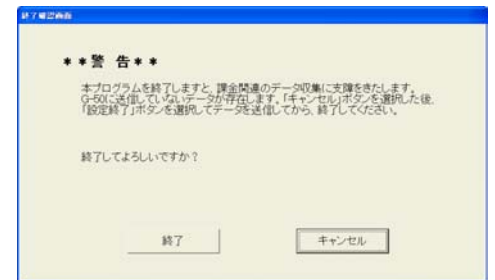 終了確認画面
**警 告**
本プログラムを終了しますと、課金関連のデータ収集に支障をきたします。
G-50に送信していないデータが存在します。「キャンセル」ボタンを選択した後、
「設定終了」ボタンを選択してデータを送信してから、終了してください。
終了してよろしいですか?
終了
キャンセル